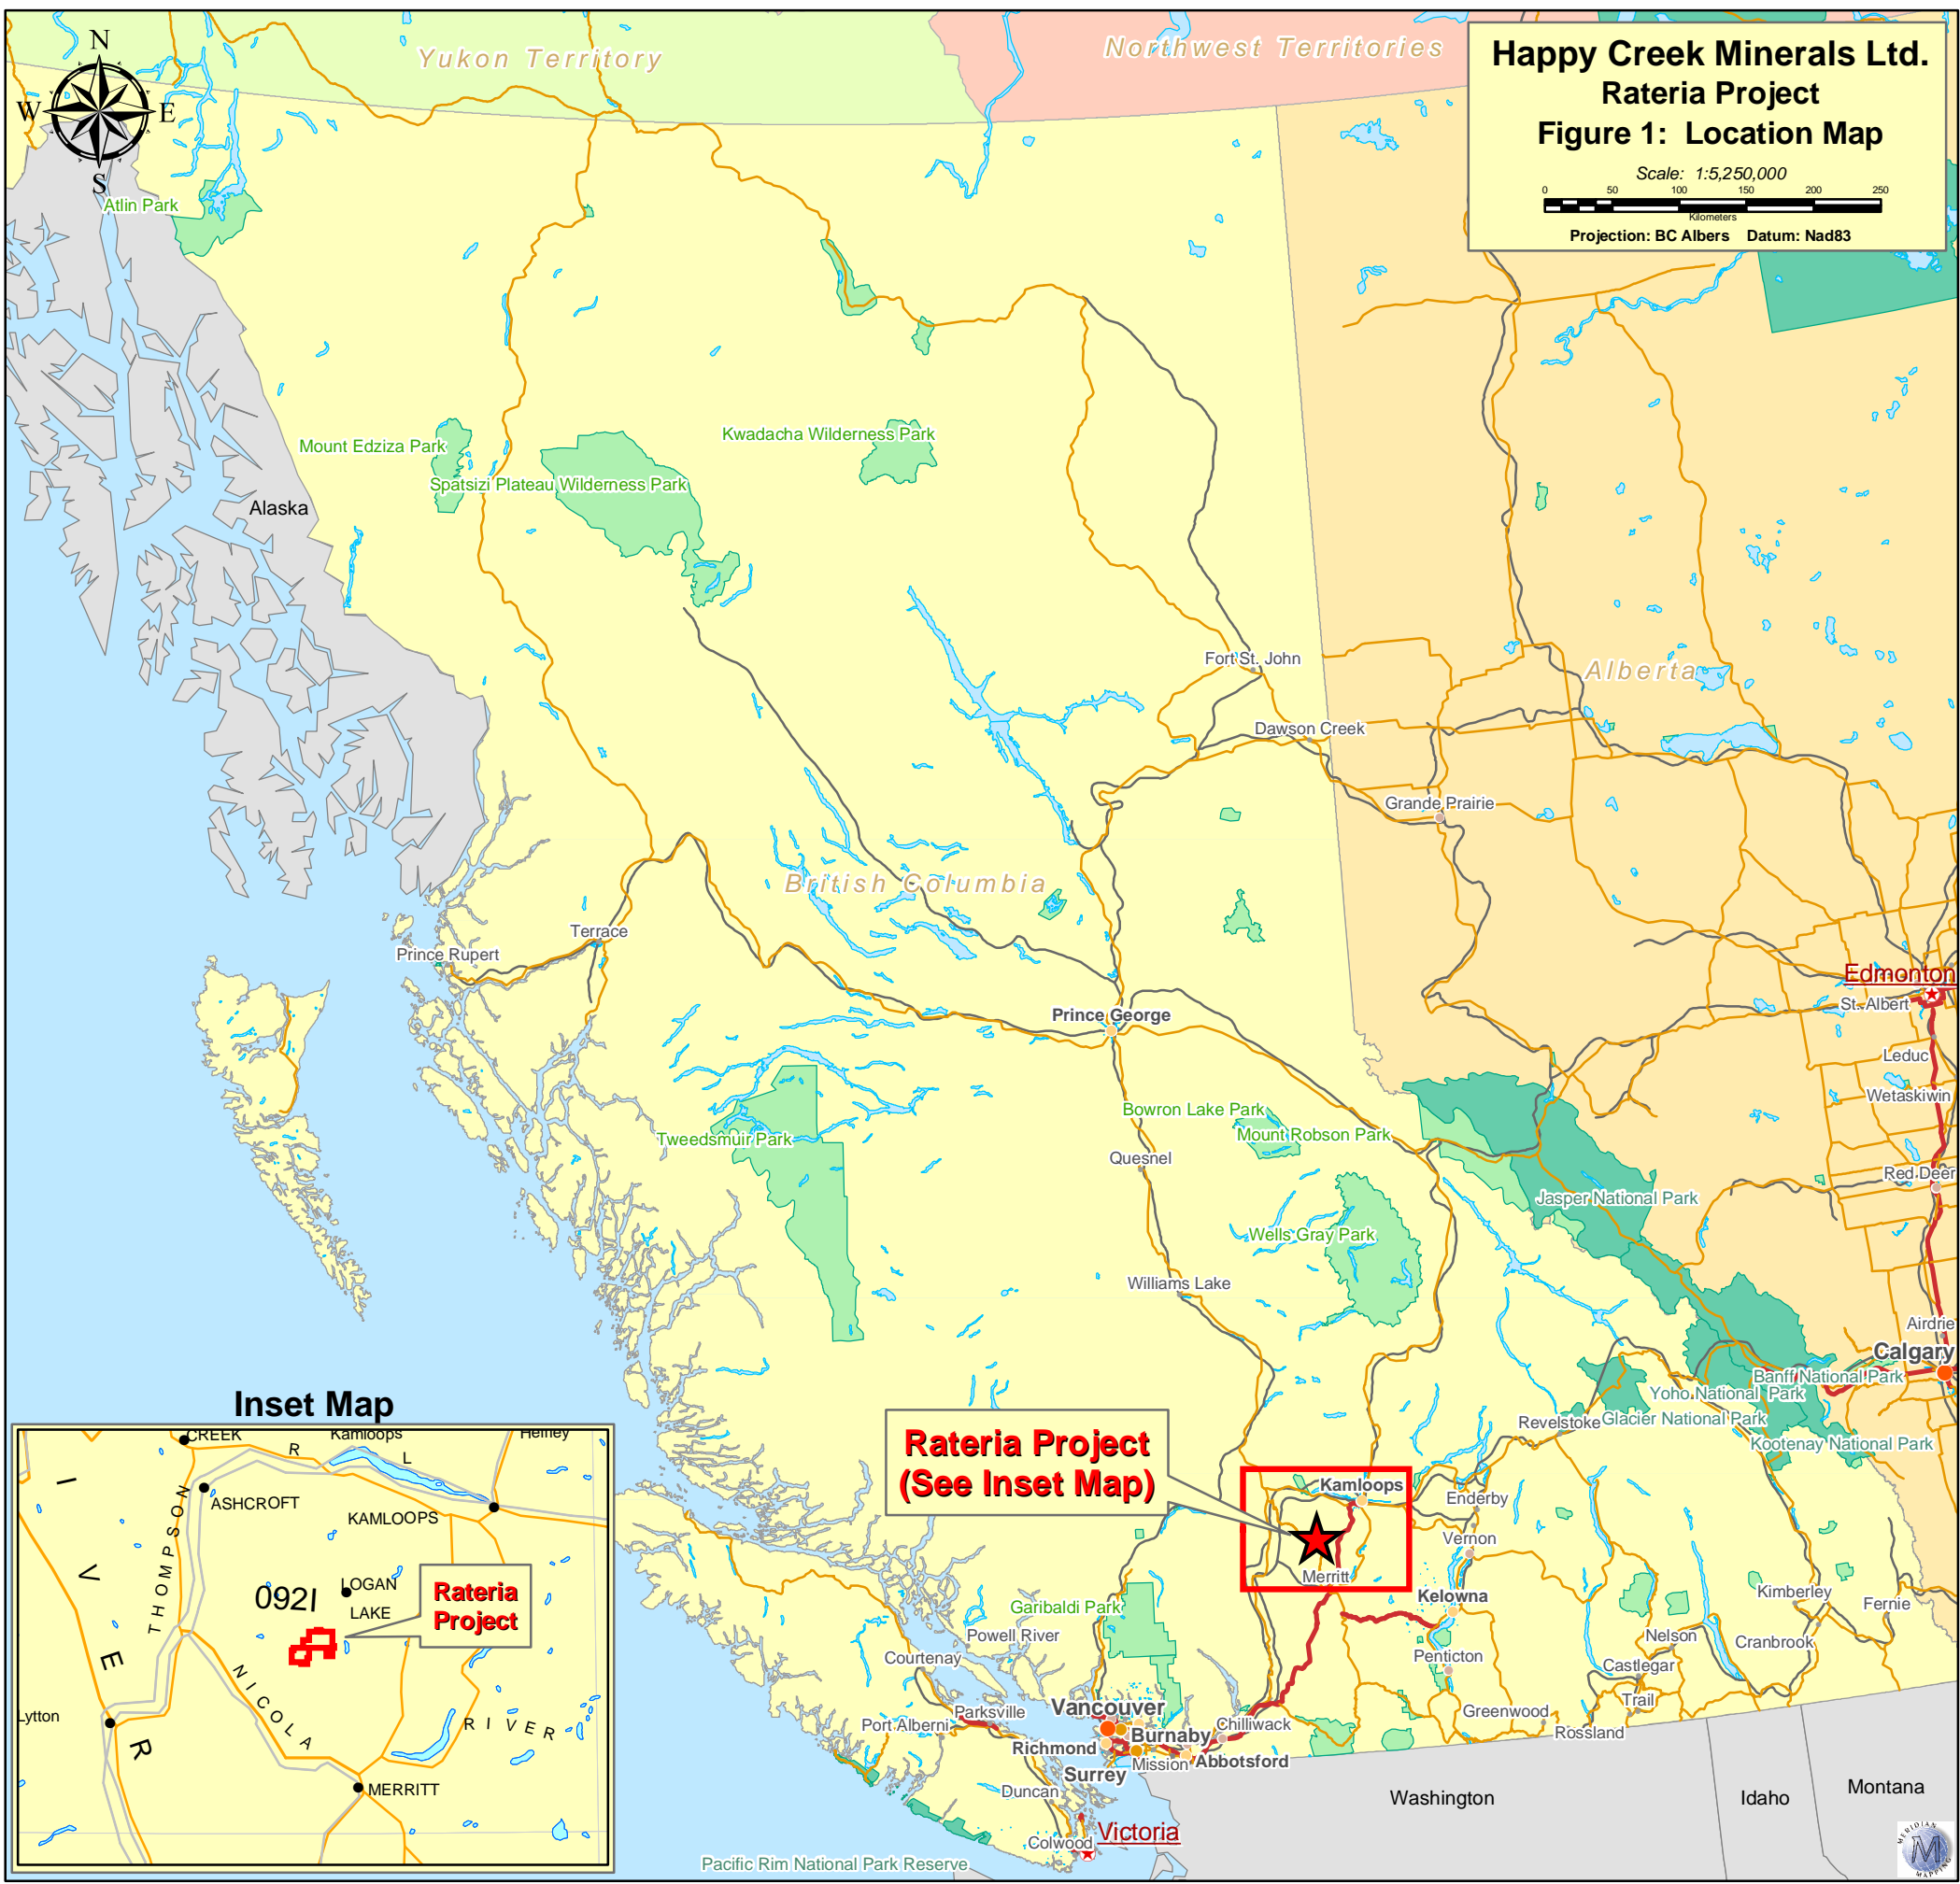 Happy Creek Minerals Ltd.
Rateria Project
Figure 1: Location Map
Scale: 1:5,250,000
0 50 100 150 200 250
Kilometers
Projection: BC Albers Datum: Nad83
N
W E
S
Yukon Territory
Northwest Territories
Atlin Park
Mount Edziza Park
Kwadacha Wilderness Park
Spatsizi Plateau Wilderness Park
Alaska
Fort St. John
Alberta
Dawson Creek
Grande Prairie
British Columbia
Terrace
Prince Rupert
Edmonton
St. Albert
Prince George
Leduc
Wetaskiwin
Bowron Lake Park
Mount Robson Park
Tweedsmuir Park
Quesnel
Red Deer
Jasper National Park
Wells Gray Park
Williams Lake
Airdrie
Calgary
Banff National Park
Yoho National Park
Revelstoke
Glacier National Park
Kootenay National Park
Rateria Project
(See Inset Map)
Kamloops
Enderby
Vernon
Merritt
Kelowna
Kimberley
Fernie
Garibaldi Park
Powell River
Courtenay
Nelson
Cranbrook
Penticton
Castlegar
Trail
Greenwood
Rossland
Parksville
Port Alberni
Vancouver
Burnaby
Chilliwack
Richmond
Mission
Abbotsford
Surrey
Duncan
Colwood
Victoria
Pacific Rim National Park Reserve
Washington
Idaho
Montana
Inset Map
CREEK
Kamloops
Heffley
R L
ASHCROFT
KAMLOOPS
THOMPSON
092I
LOGAN
LAKE
Rateria
Project
I V E R
NICOLA
RIVER
Lytton
MERRITT
MERIDIAN
M
MAPPING